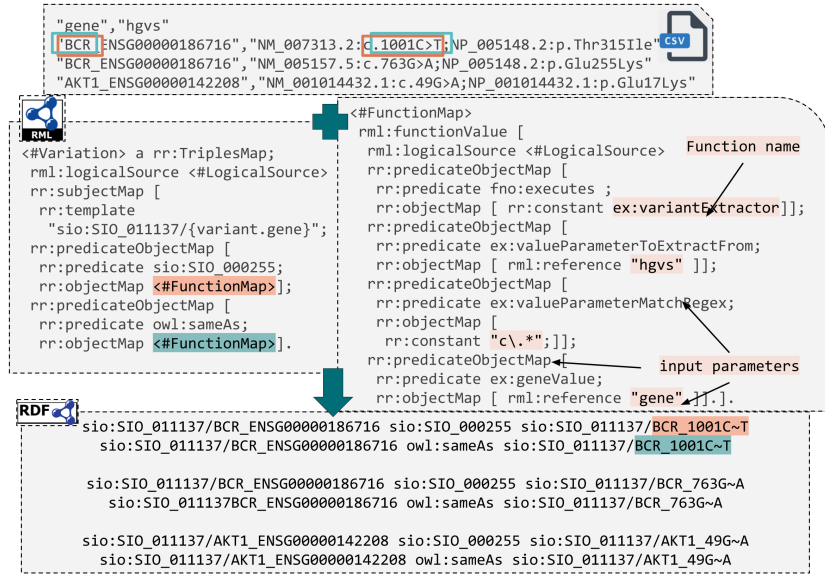 "gene","hgvs"
"BCR_ENSG00000186716","NM_007313.2:c.1001C>T;NP_005148.2:p.Thr315Ile"
"BCR_ENSG00000186716","NM_005157.5:c.763G>A;NP_005148.2:p.Glu255Lys"
"AKT1_ENSG00000142208","NM_001014432.1:c.49G>A;NP_001014432.1:p.Glu17Lys"
CSV
RML
<#Variation> a rr:TriplesMap;
rml:logicalSource <#LogicalSource>
rr:subjectMap [
rr:template
"sio:SIO_011137/{variant.gene}";
rr:predicateObjectMap [
rr:predicate sio:SIO_000255;
rr:objectMap <#FunctionMap>];
rr:predicateObjectMap [
rr:predicate owl:sameAs;
rr:objectMap <#FunctionMap>].
<#FunctionMap>
rml:functionValue [
rml:logicalSource <#LogicalSource>
rr:predicateObjectMap [
rr:predicate fno:executes ;
rr:objectMap [ rr:constant ex:variantExtractor]];
rr:predicateObjectMap [
rr:predicate ex:valueParameterToExtractFrom;
rr:objectMap [ rml:reference "hgvs" ]];
rr:predicateObjectMap [
rr:predicate ex:valueParameterMatchRegex;
rr:objectMap [
rr:constant "c\.*";]];
rr:predicateObjectMap [
rr:predicate ex:geneValue;
rr:objectMap [ rml:reference "gene" ]].].
Function name
input parameters
RDF
sio:SIO_011137/BCR_ENSG00000186716 sio:SIO_000255 sio:SIO_011137/BCR_1001C~T
sio:SIO_011137/BCR_ENSG00000186716 owl:sameAs sio:SIO_011137/BCR_1001C~T
sio:SIO_011137/BCR_ENSG00000186716 sio:SIO_000255 sio:SIO_011137/BCR_763G~A
sio:SIO_011137BCR_ENSG00000186716 owl:sameAs sio:SIO_011137/BCR_763G~A
sio:SIO_011137/AKT1_ENSG00000142208 sio:SIO_000255 sio:SIO_011137/AKT1_49G~A
sio:SIO_011137/AKT1_ENSG00000142208 owl:sameAs sio:SIO_011137/AKT1_49G~A